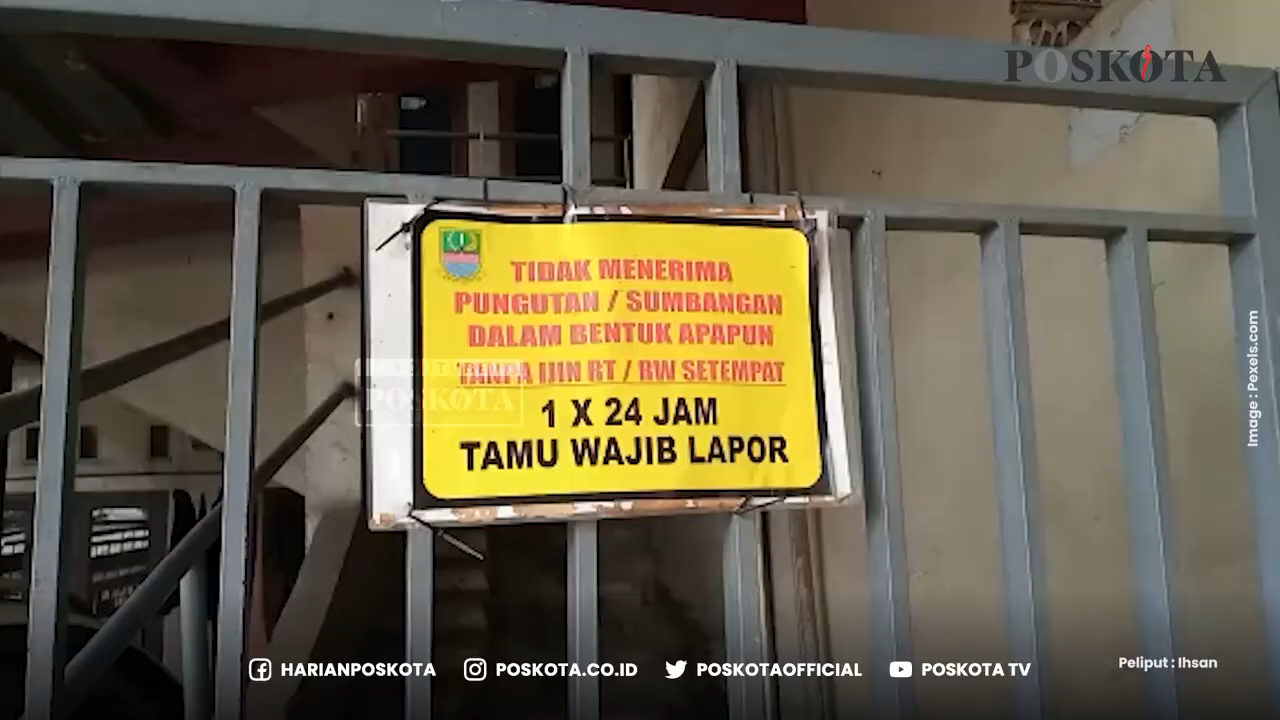 POSKOTA
TIDAK MENERIMA
PUNGUTAN / SUMBANGAN
DALAM BENTUK APAPUN
TANPA IJIN RT / RW SETEMPAT
1 X 24 JAM
TAMU WAJIB LAPOR
POSKOTA
Image : Pexels.com
Peliput : Ihsan
HARIANPOSKOTA POSKOTA.CO.ID POSKOTAOFFICIAL POSKOTA TV